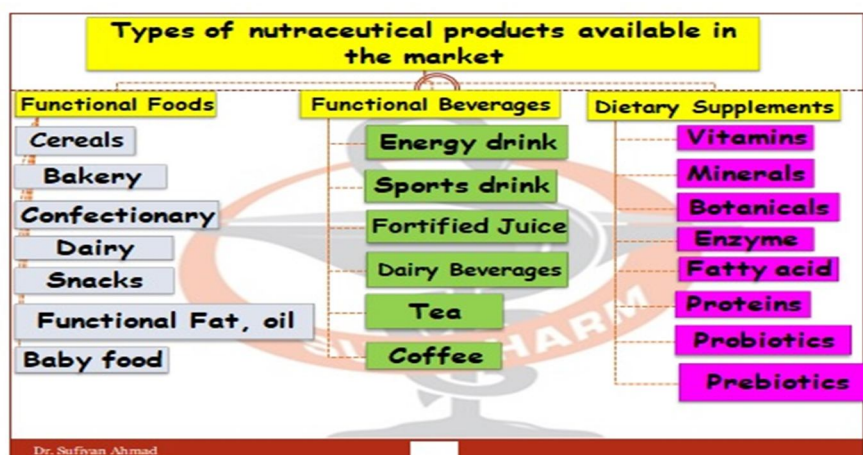 Types of nutraceutical products available in
the market
Functional Foods
Cereals
Bakery
Confectionary
Dairy
Snacks
Functional Fat, oil
Baby food
Functional Beverages
Energy drink
Sports drink
Fortified Juice
Dairy Beverages
Tea
Coffee
Dietary Supplements
Vitamins
Minerals
Botanicals
Enzyme
Fatty acid
Proteins
Probiotics
Prebiotics
Dr. Sufiyan Ahmad